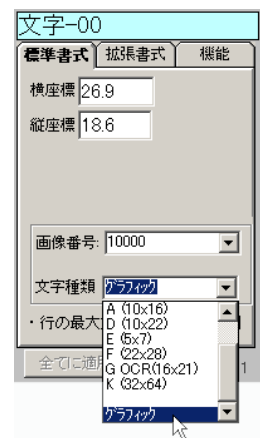 文字-00
標準書式 拡張書式 機能
横座標 26.9
縦座標 18.6
画像番号: 10000
文字種類 グラフィック
・行の最大
A (10x16)
D (10x22)
E (5x7)
F (22x28)
G OCR(16x21)
K (32x64)
グラフィック
全てに適
1